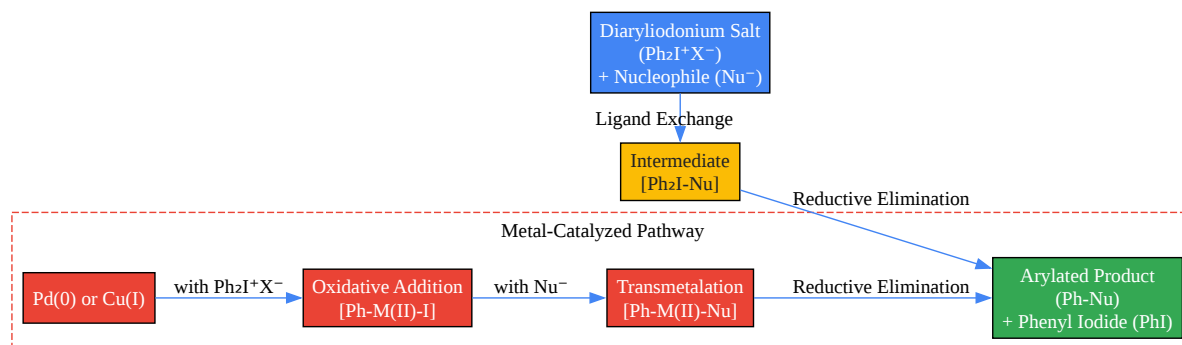 Diaryliodonium Salt
(Ph₂I⁺X⁻)
+ Nucleophile (Nu⁻)
Ligand Exchange
Intermediate
[Ph₂I-Nu]
Reductive Elimination
Metal-Catalyzed Pathway
Pd(0) or Cu(I)
with Ph₂I⁺X⁻
Oxidative Addition
[Ph-M(II)-I]
with Nu⁻
Transmetalation
[Ph-M(II)-Nu]
Reductive Elimination
Arylated Product
(Ph-Nu)
+ Phenyl Iodide (PhI)